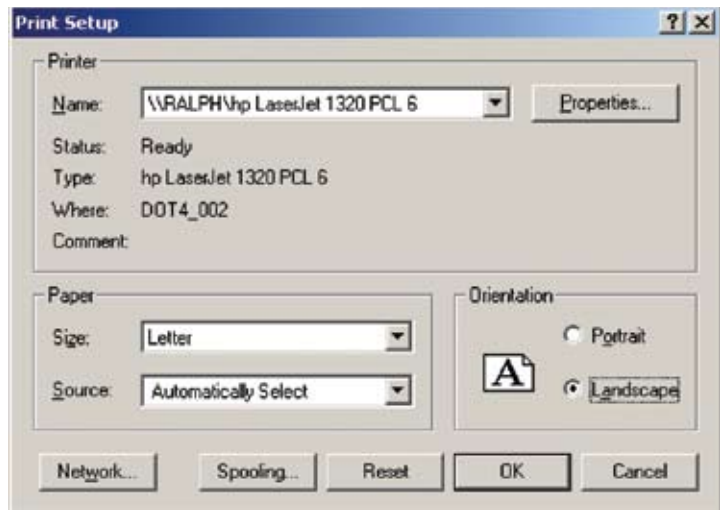 Print Setup
Printer
Name: \\RALPH\hp LaserJet 1320 PCL 6 Properties...
Status: Ready
Type: hp LaserJet 1320 PCL 6
Where: DOT4_002
Comment:
Paper
Size: Letter
Source: Automatically Select
Orientation
Portrait
A
Landscape
Network... Spooling... Reset OK Cancel